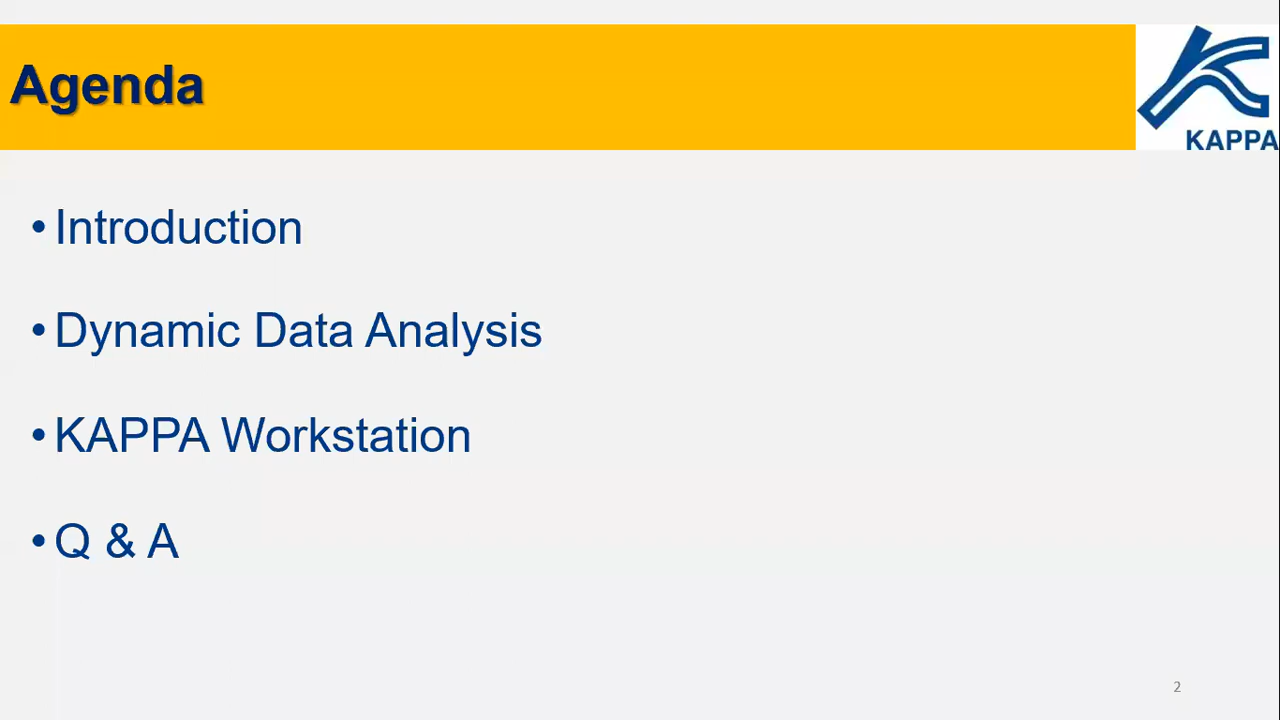 Agenda
KAPPA
• Introduction
• Dynamic Data Analysis
• KAPPA Workstation
• Q & A
2